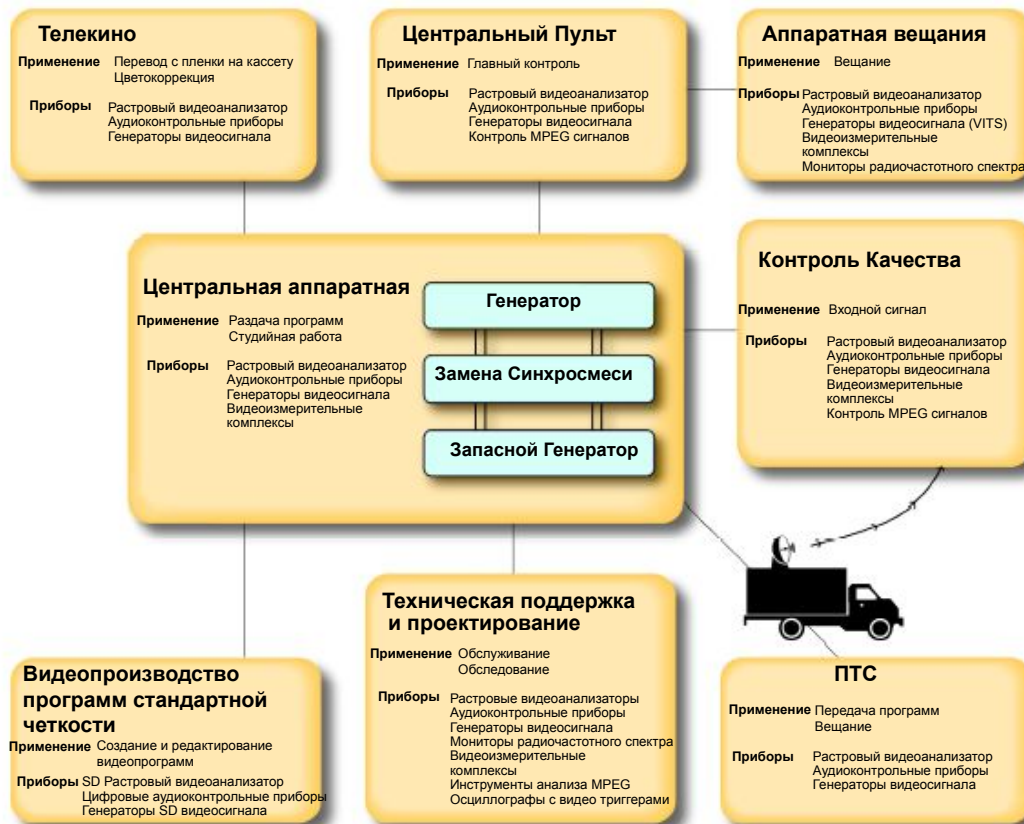 Телекино
Применение Перевод с пленки на кассету
Цветокоррекция
Приборы Растровый видеоанализатор
Аудиоконтрольные приборы
Генераторы видеосигнала
Центральный Пульт
Применение Главный контроль
Приборы Растровый видеоанализатор
Аудиоконтрольные приборы
Генераторы видеосигнала
Контроль MPEG сигналов
Аппаратная вещания
Применение Вещание
Приборы Растровый видеоанализатор
Аудиоконтрольные приборы
Генераторы видеосигнала (VITS)
Видеоизмерительные
комплексы
Мониторы радиочастотного спектра
Центральная аппаратная
Применение Раздача программ
Студийная работа
Приборы Растровый видеоанализатор
Аудиоконтрольные приборы
Генераторы видеосигнала
Видеоизмерительные
комплексы
Генератор
Замена Синхросмеси
Запасной Генератор
Контроль Качества
Применение Входной сигнал
Приборы Растровый видеоанализатор
Аудиоконтрольные приборы
Генераторы видеосигнала
Видеоизмерительные
комплексы
Контроль MPEG сигналов
Видеопроизводство
программ стандартной
четкости
Применение Создание и редактирование
видеопрограмм
Приборы SD Растровый видеоанализатор
Цифровые аудиоконтрольные приборы
Генераторы SD видеосигнала
Техническая поддержка
и проектирование
Применение Обслуживание
Обследование
Приборы Растровые видеоанализаторы
Аудиоконтрольные приборы
Генераторы видеосигнала
Мониторы радиочастотного спектра
Видеоизмерительные
комплексы
Инструменты анализа MPEG
Осциллографы с видео триггерами
ПТС
Применение Передача программ
Вещание
Приборы Растровый видеоанализатор
Аудиоконтрольные приборы
Генераторы видеосигнала